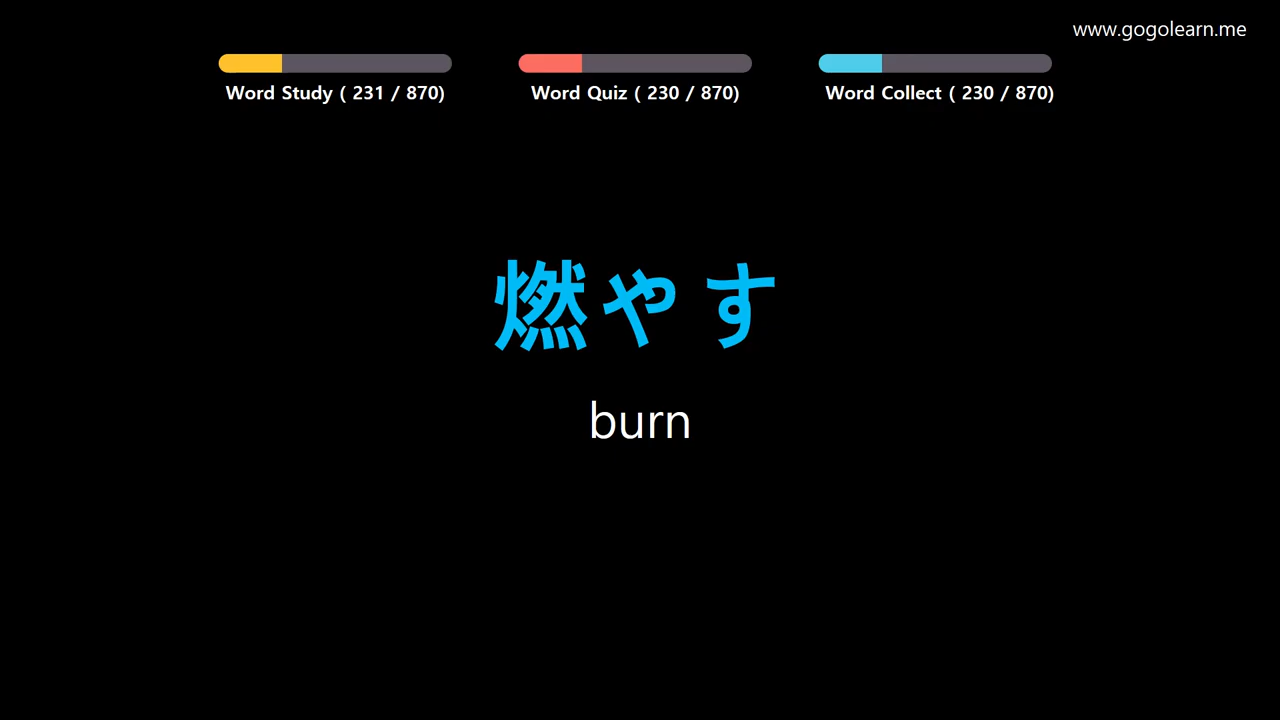 www.gogolearn.me
Word Study ( 231 / 870)
Word Quiz ( 230 / 870)
Word Collect ( 230 / 870)
燃やす
burn